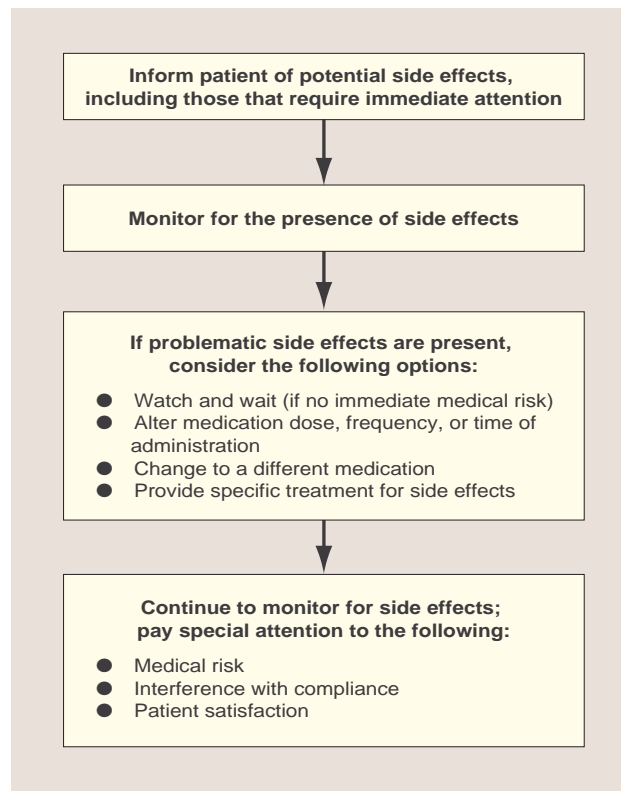 Inform patient of potential side effects,
including those that require immediate attention
Monitor for the presence of side effects
If problematic side effects are present,
consider the following options:
● Watch and wait (if no immediate medical risk)
● Alter medication dose, frequency, or time of
administration
● Change to a different medication
● Provide specific treatment for side effects
Continue to monitor for side effects;
pay special attention to the following:
● Medical risk
● Interference with compliance
● Patient satisfaction